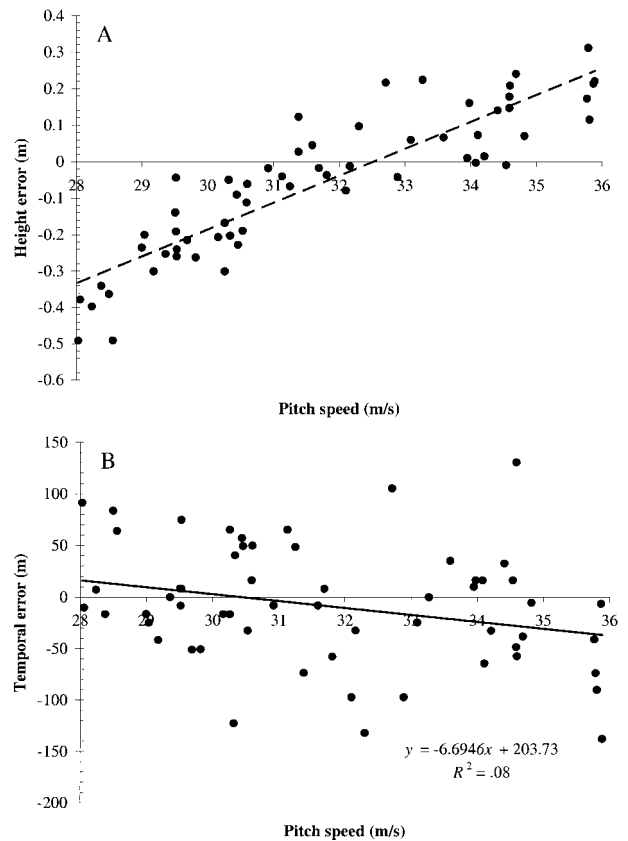 A
0.4
0.3
0.2
0.1
0
-0.1
-0.2
-0.3
-0.4
-0.5
-0.6
28 29 30 31 32 33 34 35 36
Height error (m)
Pitch speed (m/s)
B
150
100
50
0
-50
-100
-150
-200
28 29 30 31 32 33 34 35 36
Temporal error (m)
y = -6.6946x + 203.73
R² = .08
Pitch speed (m/s)